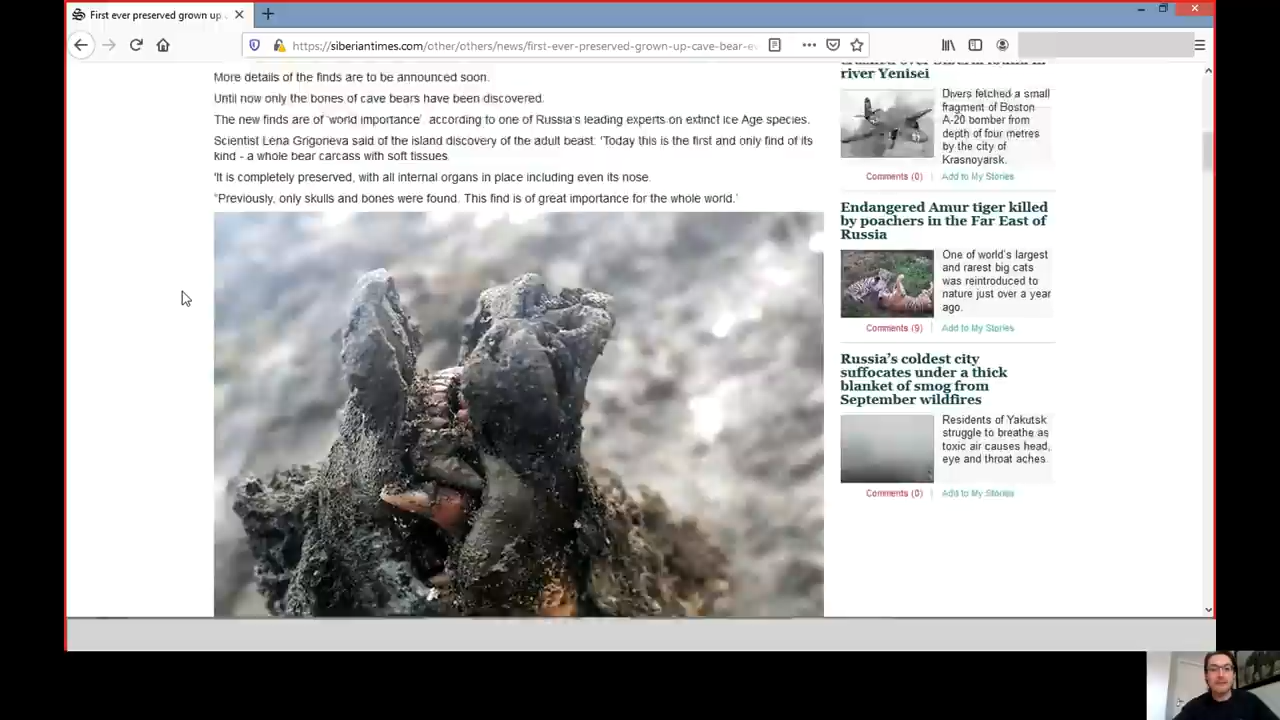 First ever preserved grown up
https://siberiantimes.com/other/others/news/first-ever-preserved-grown-up-cave-bear-e
More details of the finds are to be announced soon.
Until now only the bones of cave bears have been discovered.
The new finds are of 'world importance' according to one of Russia's leading experts on extinct Ice Age species.
Scientist Lena Grigorieva said of the island discovery of the adult beast: 'Today this is the first and only find of its
kind - a whole bear carcass with soft tissues.
'It is completely preserved, with all internal organs in place including even its nose.
'Previously, only skulls and bones were found. This find is of great importance for the whole world.'
river Yenisei
Divers fetched a small
fragment of Boston
A-20 bomber from
depth of four metres
by the city of
Krasnoyarsk.
Comments (0) Add to My Stories
Endangered Amur tiger killed
by poachers in the Far East of
Russia
One of world's largest
and rarest big cats
was reintroduced to
nature just over a year
ago.
Comments (9) Add to My Stories
Russia's coldest city
suffocates under a thick
blanket of smog from
September wildfires
Residents of Yakutsk
struggle to breathe as
toxic air causes head,
eye and throat aches
Comments (0) Add to My Stories